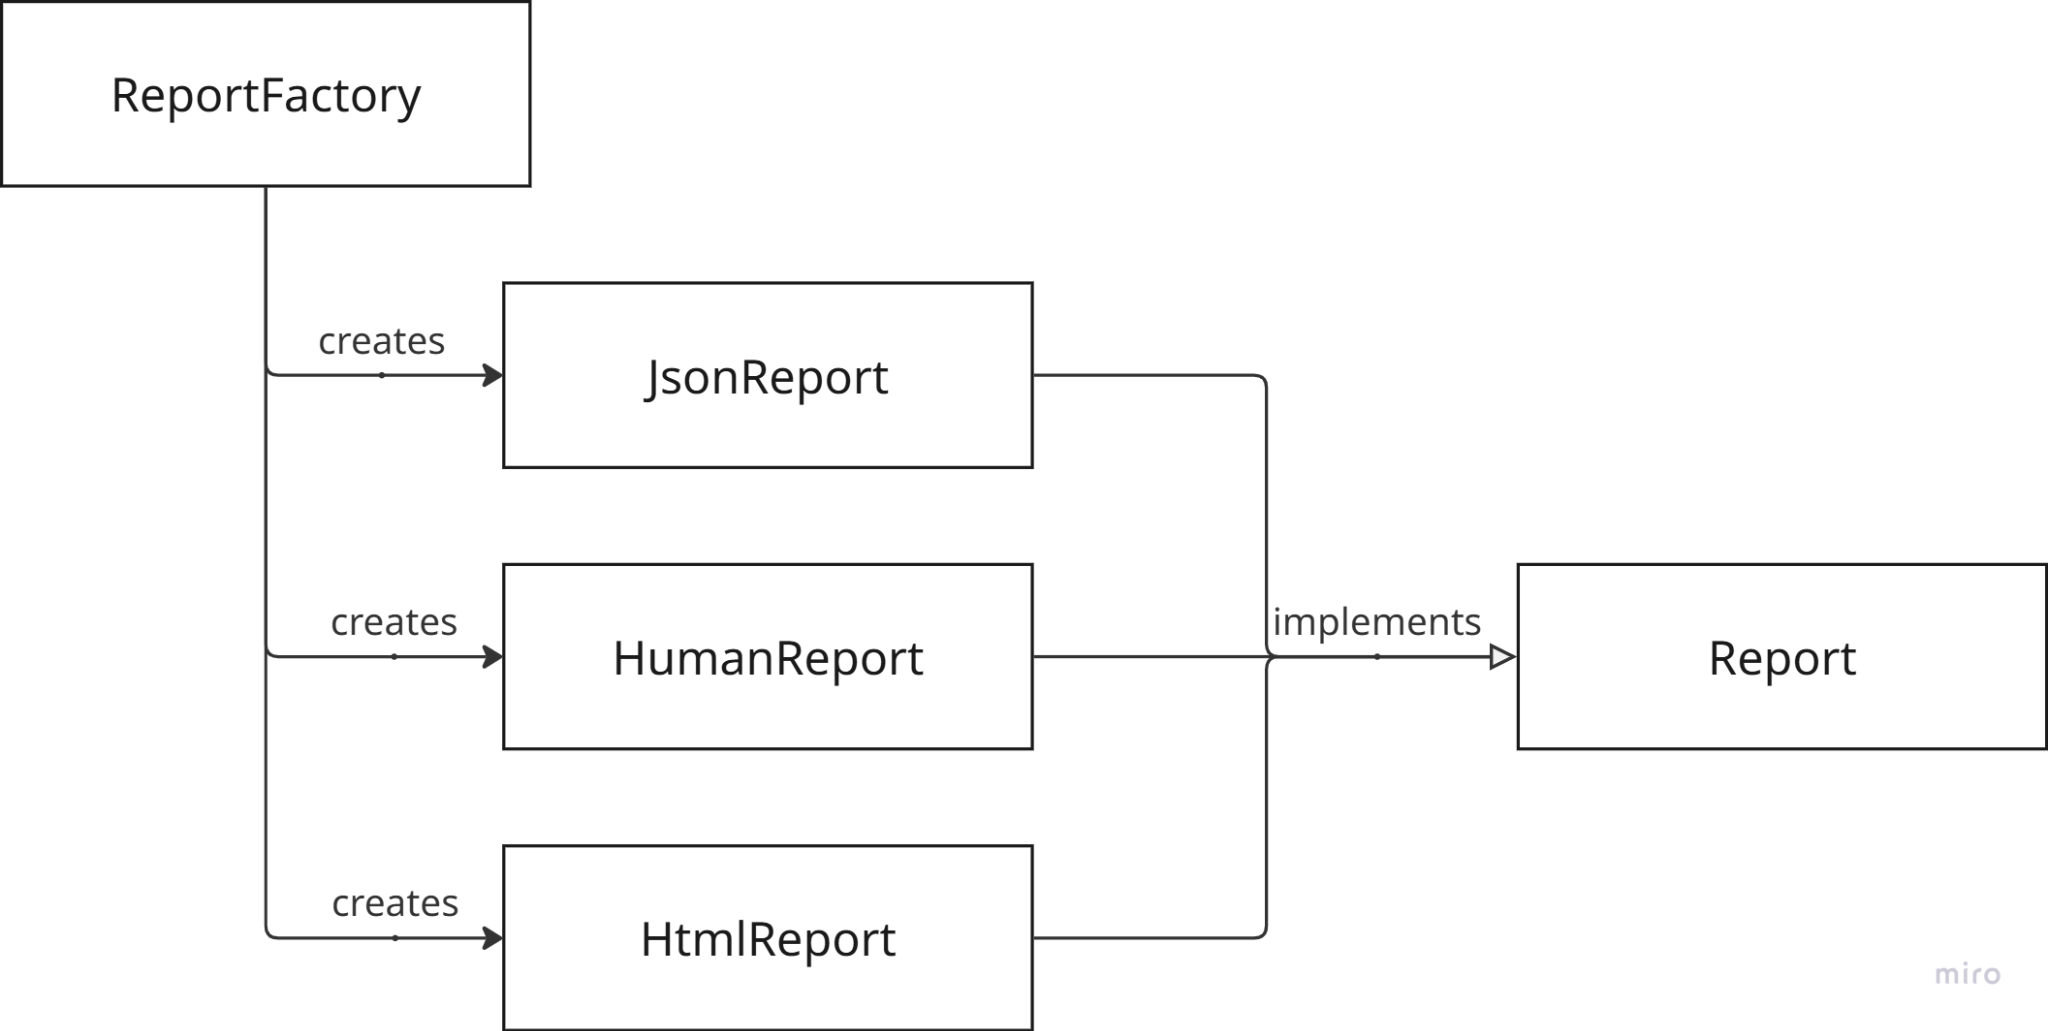 ReportFactory
creates
JsonReport
creates
HumanReport
implements
Report
creates
HtmlReport
miro